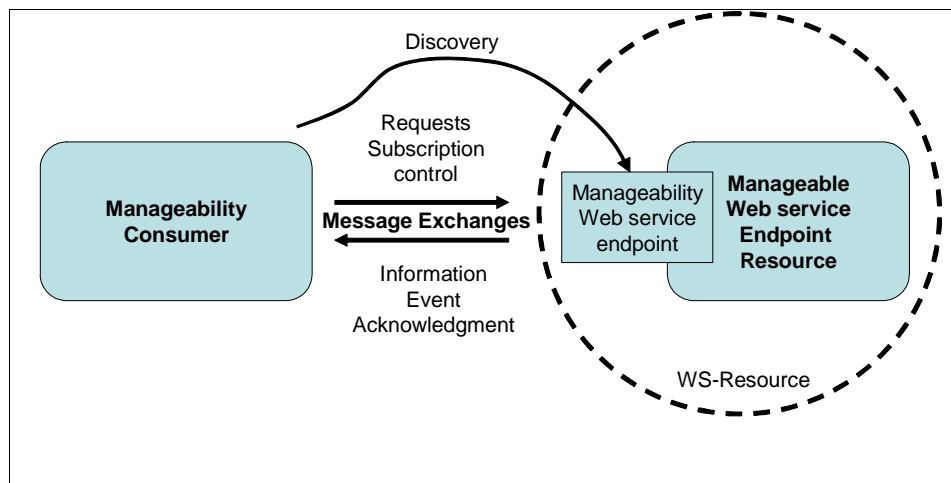 Discovery
Requests
Subscription
control
Manageability
Consumer
Message Exchanges
Information
Event
Acknowledgment
Manageability
Web service
endpoint
Manageable
Web service
Endpoint
Resource
WS-Resource